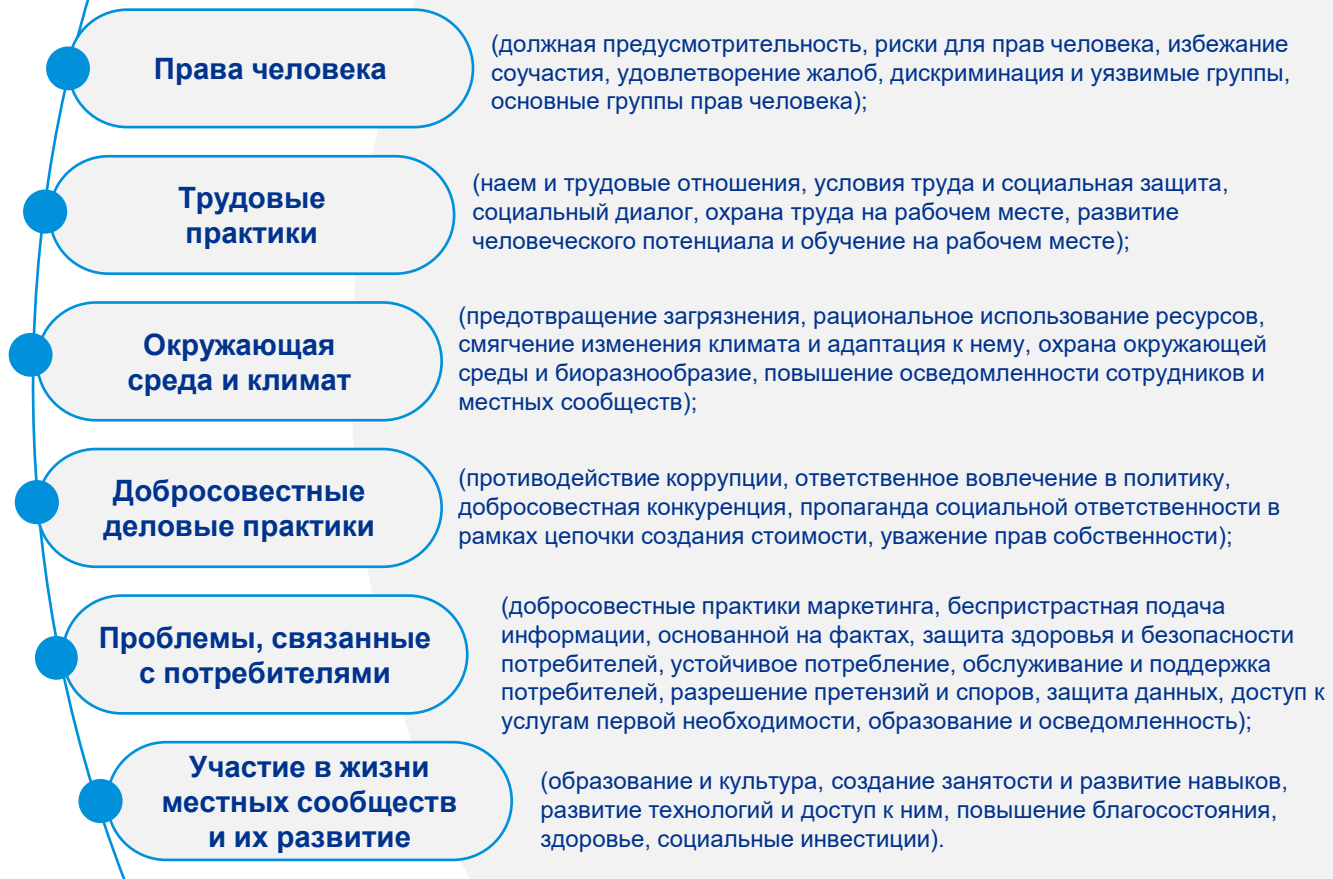 Права человека
(должная предусмотрительность, риски для прав человека, избежание
соучастия, удовлетворение жалоб, дискриминация и уязвимые группы,
основные группы прав человека);
Трудовые
практики
(наем и трудовые отношения, условия труда и социальная защита,
социальный диалог, охрана труда на рабочем месте, развитие
человеческого потенциала и обучение на рабочем месте);
Окружающая
среда и климат
(предотвращение загрязнения, рациональное использование ресурсов,
смягчение изменения климата и адаптация к нему, охрана окружающей
среды и биоразнообразие, повышение осведомленности сотрудников и
местных сообществ);
Добросовестные
деловые практики
(противодействие коррупции, ответственное вовлечение в политику,
добросовестная конкуренция, пропаганда социальной ответственности в
рамках цепочки создания стоимости, уважение прав собственности);
Проблемы, связанные
с потребителями
(добросовестные практики маркетинга, беспристрастная подача
информации, основанной на фактах, защита здоровья и безопасности
потребителей, устойчивое потребление, обслуживание и поддержка
потребителей, разрешение претензий и споров, защита данных, доступ к
услугам первой необходимости, образование и осведомленность);
Участие в жизни
местных сообществ
и их развитие
(образование и культура, создание занятости и развитие навыков,
развитие технологий и доступ к ним, повышение благосостояния,
здоровье, социальные инвестиции).